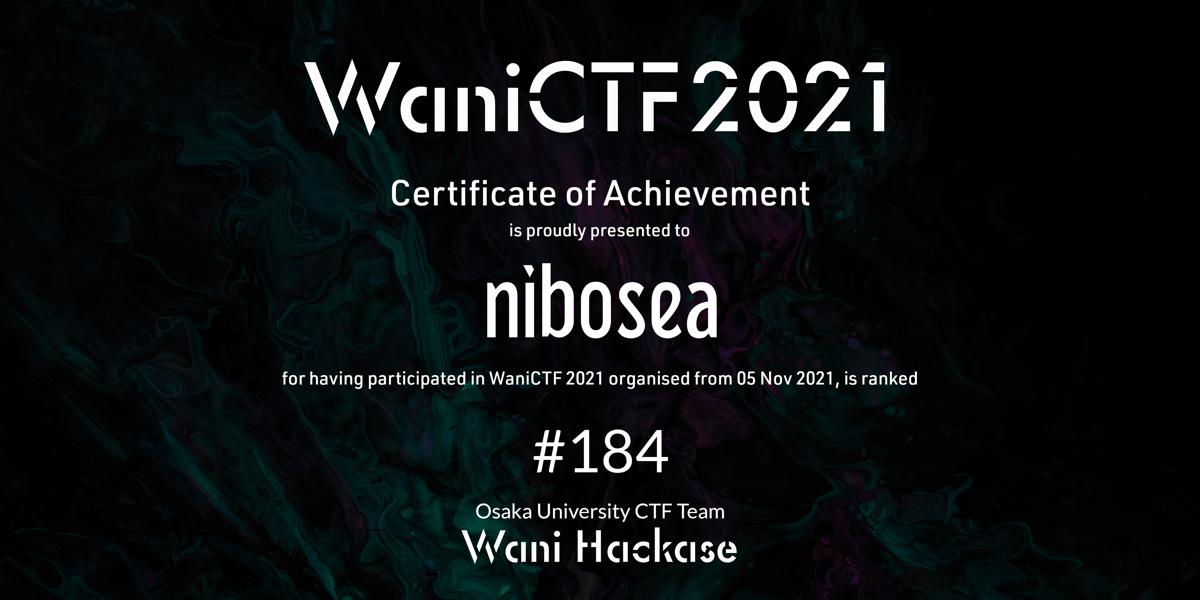 WaniCTF2021
Certificate of Achievement
is proudly presented to
nibosea
for having participated in WaniCTF 2021 organised from 05 Nov 2021, is ranked
#184
Osaka University CTF Team
Wani Hackase